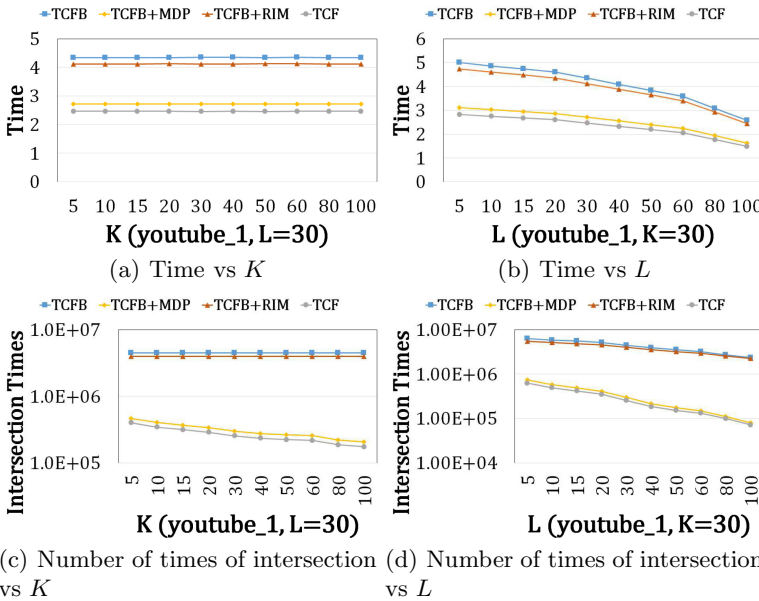 TCFB TCFB+MDP TCFB+RIM TCF
5
4
3
2
1
0
Time
5 10 15 20 30 40 50 60 80 100
K (youtube_1, L=30)
(a) Time vs K
TCFB TCFB+MDP TCFB+RIM TCF
6
5
4
3
2
1
0
Time
5 10 15 20 30 40 50 60 80 100
L (youtube_1, K=30)
(b) Time vs L
TCFB TCFB+MDP TCFB+RIM TCF
1.0E+07
1.0E+06
1.0E+05
Intersection Times
5 10 15 20 30 40 50 60 80 100
K (youtube_1, L=30)
(c) Number of times of intersection
vs K
TCFB TCFB+MDP TCFB+RIM TCF
1.00E+07
1.00E+06
1.00E+05
1.00E+04
Intersection Times
5 10 15 20 30 40 50 60 80 100
L (youtube_1, K=30)
(d) Number of times of intersection
vs L